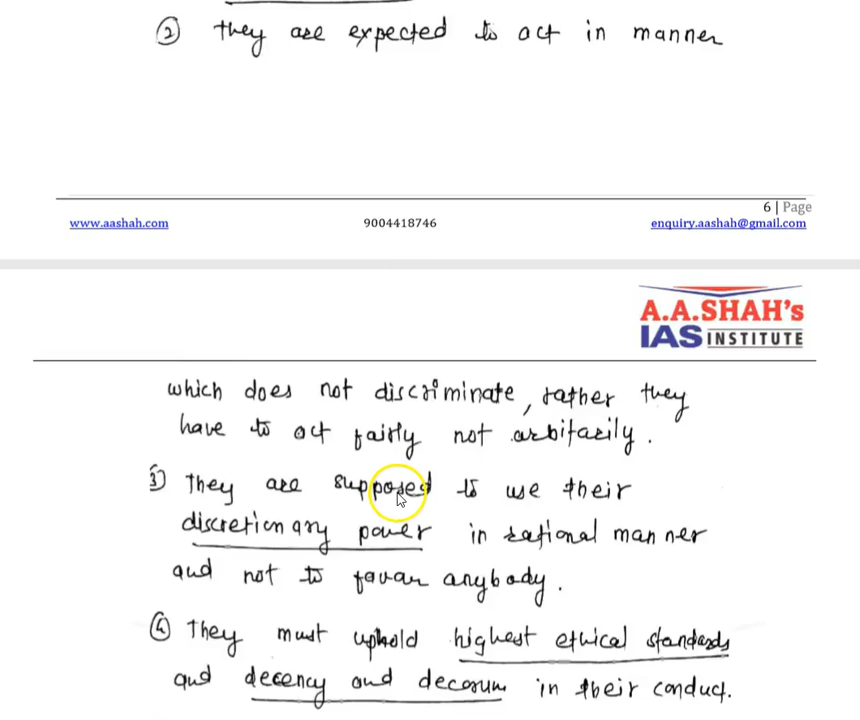 ② they are expected to act in manner
6 | Page
www.aashah.com 9004418746 enquiry.aashah@gmail.com
A.A.SHAH's
IAS INSTITUTE
which does not discriminate, rather they
have to act fairly not arbitarily.
③ They are supposed to use their
discretionary power in rational manner
and not to favar anybody.
④ They must uphold highest ethical standards
and decency and decorum in their conduct.